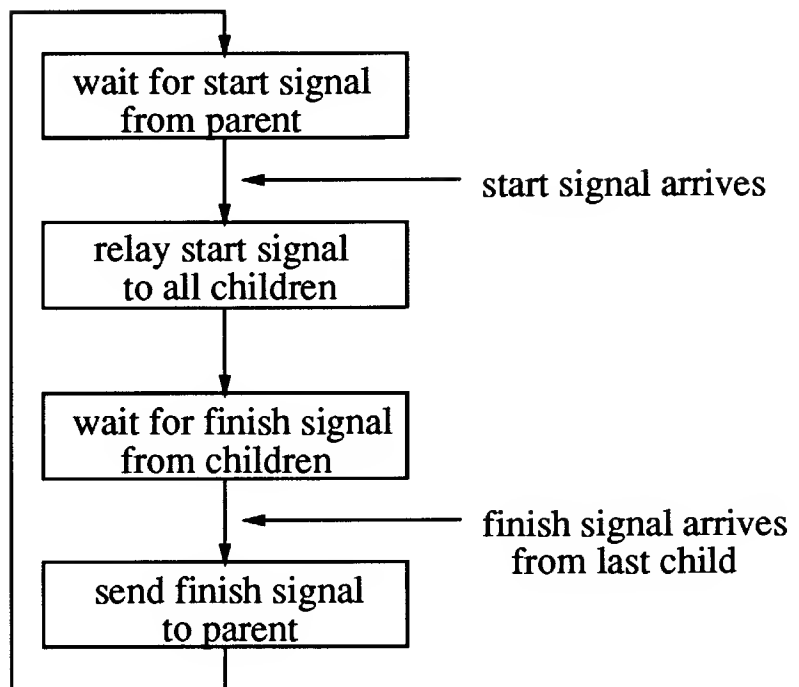 wait for start signal
from parent
start signal arrives
relay start signal
to all children
wait for finish signal
from children
finish signal arrives
from last child
send finish signal
to parent